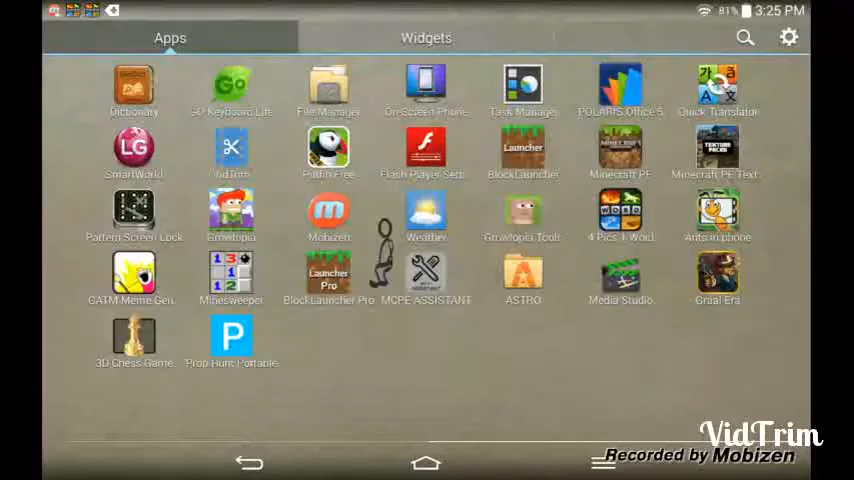 81% 3:25 PM
Apps Widgets
Dictionary GO Keyboard Lite File Manager On-Screen Phone Task Manager POLARIS Office 5 Quick Translator
SmartWorld VidTrim Puffin Free Flash Player Sett.. BlockLauncher Minecraft PE Minecraft PE Text..
Pattern Screen Lock Growtopia Mobizen Weather Growtopia Tools 4 Pics 1 Word Ants in phone
CATM Meme Gen.. Minesweeper BlockLauncher Pro MCPE ASSISTANT ASTRO Media Studio Graal Era
3D Chess Game "Prop Hunt Portable
VidTrim
Recorded by Mobizen